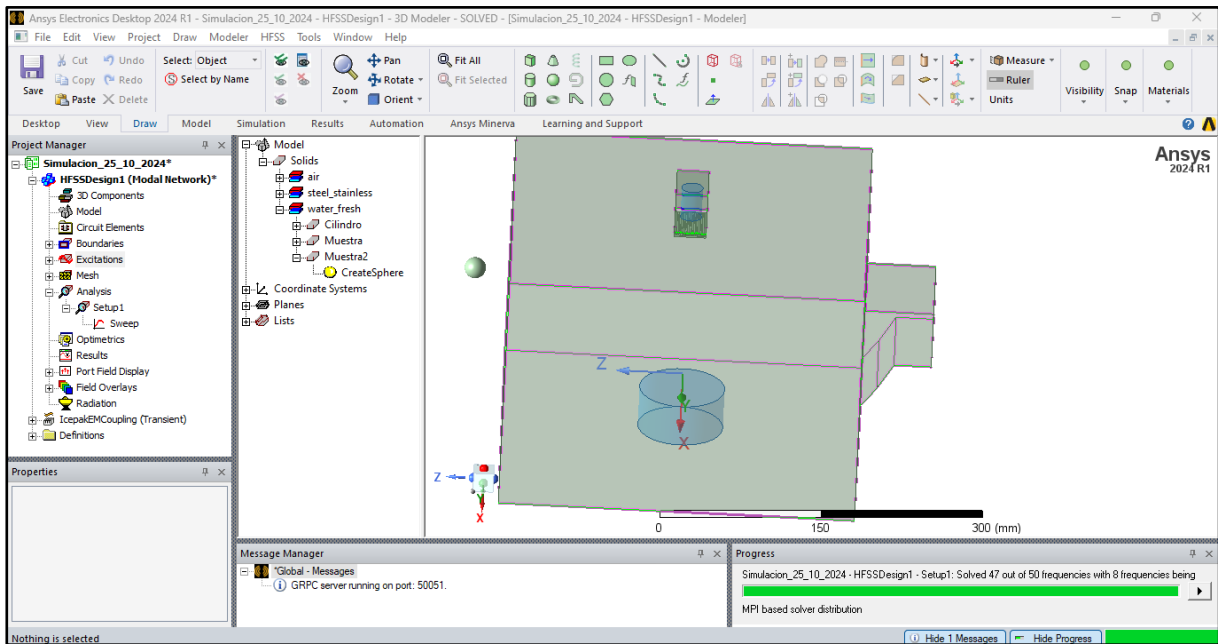 Ansys Electronics Desktop 2024 R1 - Simulacion_25_10_2024 - HFSSDesign1 - 3D Modeler - SOLVED - [Simulacion_25_10_2024 - HFSSDesign1 - Modeler]
File Edit View Project Draw Modeler HFSS Tools Window Help
Save
Cut Undo
Copy Redo
Paste Delete
Select: Object
Select by Name
Zoom
Pan
Rotate
Orient
Fit All
Fit Selected
Measure
Ruler
Units
Visibility
Snap
Materials
Desktop View Draw Model Simulation Results Automation Ansys Minerva Learning and Support
Project Manager
Simulacion_25_10_2024*
HFSSDesign1 (Modal Network)*
3D Components
Model
Circuit Elements
Boundaries
Excitations
Mesh
Analysis
Setup1
Sweep
Optimetrics
Results
Port Field Display
Field Overlays
Radiation
IcepakEMCoupling (Transient)
Definitions
Properties
Model
Solids
air
steel_stainless
water_fresh
Cilindro
Muestra
Muestra2
CreateSphere
Coordinate Systems
Planes
Lists
Ansys
2024 R1
Z
Y
X
Z
Y
X
0 150 300 (mm)
Message Manager
*Global - Messages
GRPC server running on port: 50051.
Progress
Simulacion_25_10_2024 - HFSSDesign1 - Setup1: Solved 47 out of 50 frequencies with 8 frequencies being
MPI based solver distribution
Nothing is selected
Hide 1 Messages
Hide Progress